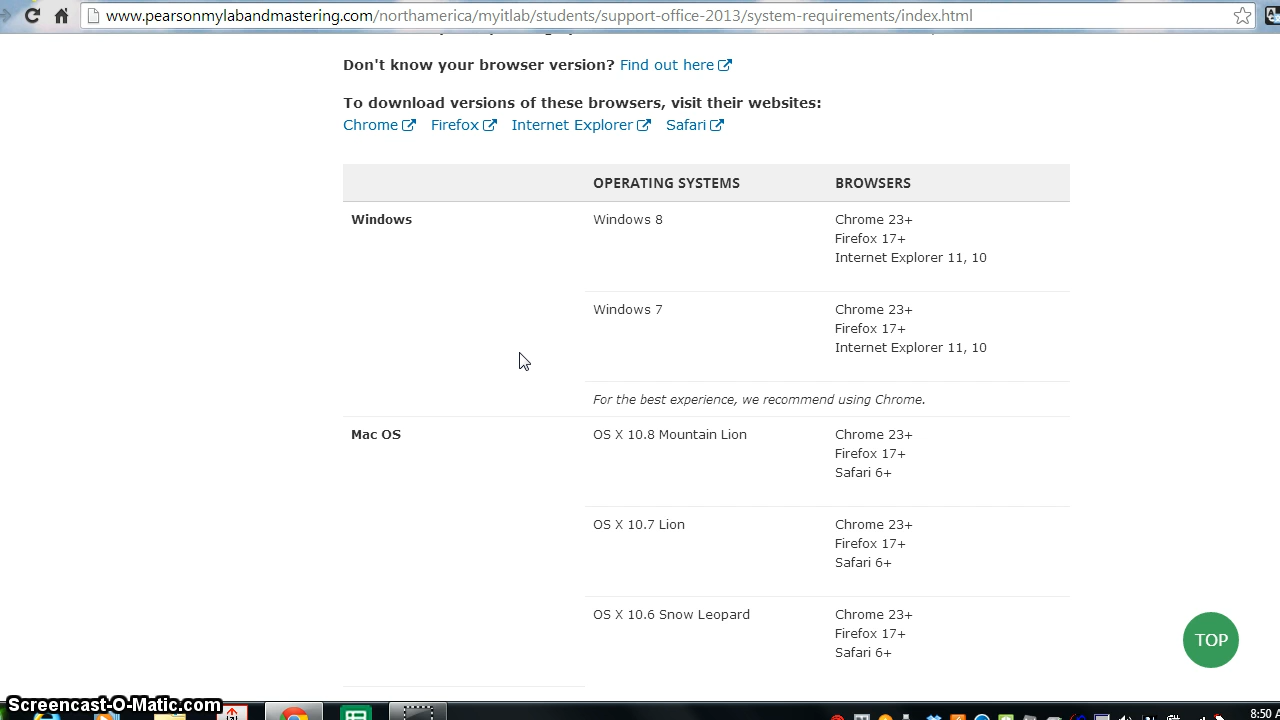 www.pearsonmylabandmastering.com/northamerica/myitlab/students/support-office-2013/system-requirements/index.html
Don't know your browser version? Find out here
To download versions of these browsers, visit their websites:
Chrome Firefox Internet Explorer Safari
OPERATING SYSTEMS BROWSERS
Windows Windows 8 Chrome 23+
Firefox 17+
Internet Explorer 11, 10
Windows 7 Chrome 23+
Firefox 17+
Internet Explorer 11, 10
For the best experience, we recommend using Chrome.
Mac OS OS X 10.8 Mountain Lion Chrome 23+
Firefox 17+
Safari 6+
OS X 10.7 Lion Chrome 23+
Firefox 17+
Safari 6+
OS X 10.6 Snow Leopard Chrome 23+
Firefox 17+
Safari 6+
TOP
Screencast-O-Matic.com
8:50 A